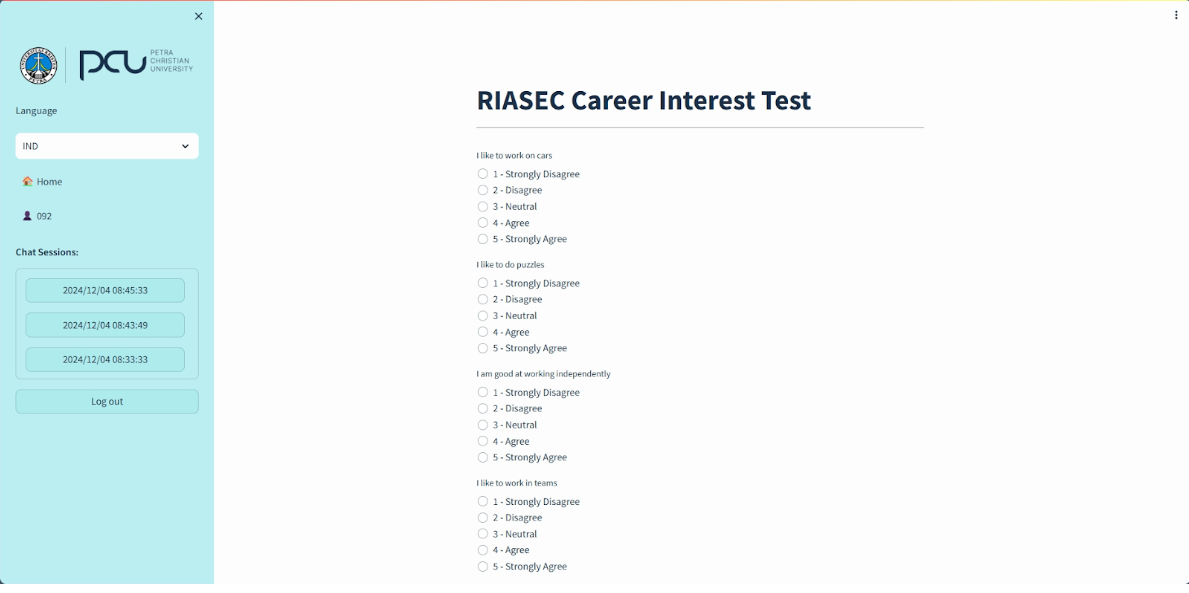 PCU
PETRA
CHRISTIAN
UNIVERSITY
Language
IND
Home
092
Chat Sessions:
2024/12/04 08:45:33
2024/12/04 08:43:49
2024/12/04 08:33:33
Log out
RIASEC Career Interest Test
I like to work on cars
1 - Strongly Disagree
2 - Disagree
3 - Neutral
4 - Agree
5 - Strongly Agree
I like to do puzzles
1 - Strongly Disagree
2 - Disagree
3 - Neutral
4 - Agree
5 - Strongly Agree
I am good at working independently
1 - Strongly Disagree
2 - Disagree
3 - Neutral
4 - Agree
5 - Strongly Agree
I like to work in teams
1 - Strongly Disagree
2 - Disagree
3 - Neutral
4 - Agree
5 - Strongly Agree